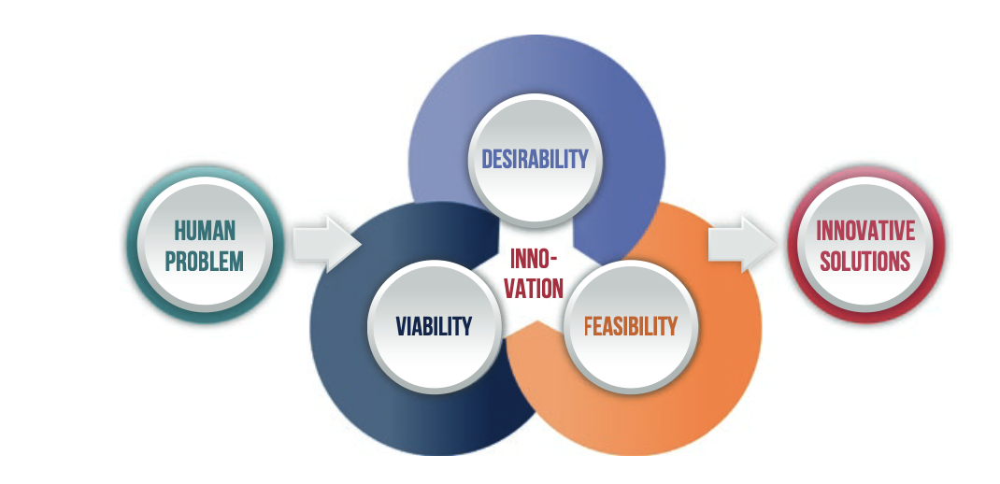 DESIRABILITY
HUMAN
PROBLEM
INNO-
VATION
INNOVATIVE
SOLUTIONS
VIABILITY
FEASIBILITY